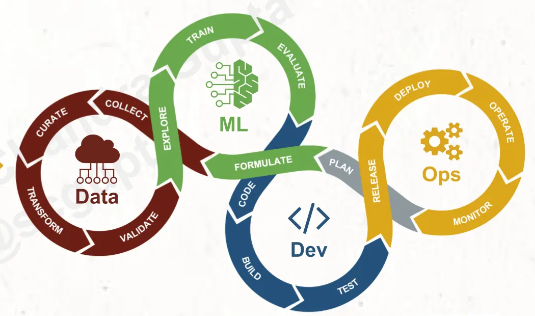 COLLECT
CURATE
TRANSFORM
VALIDATE
Data
EXPLORE
TRAIN
EVALUATE
ML
FORMULATE
CODE
BUILD
TEST
</> Dev
RELEASE
DEPLOY
OPERATE
MONITOR
PLAN
Ops